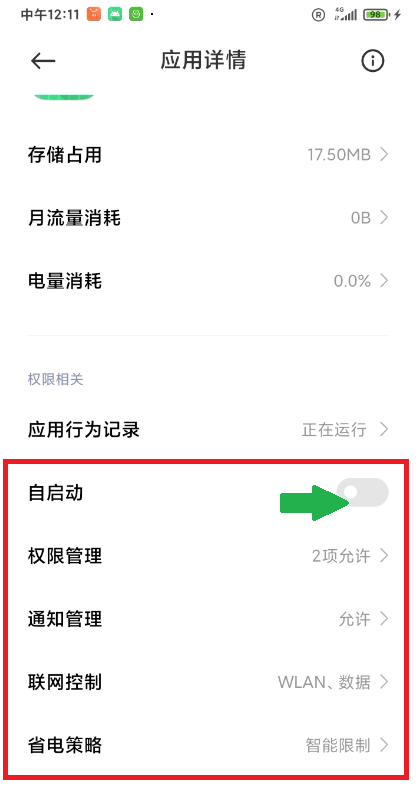 中午12:11 R 4G 98
应用详情
存储占用 17.50MB
月流量消耗 0B
电量消耗 0.0%
权限相关
应用行为记录 正在运行
自启动
权限管理 2项允许
通知管理 允许
联网控制 WLAN、数据
省电策略 智能限制